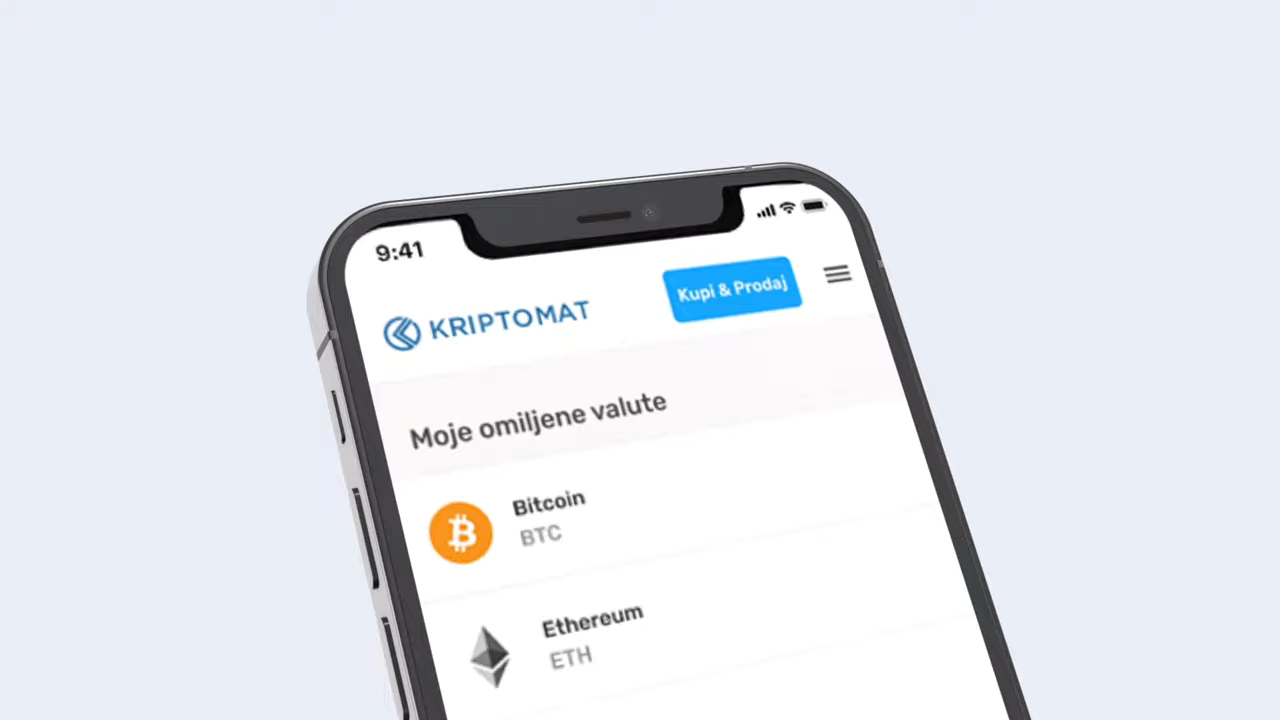 9:41
Kupi & Prodaj
KRIPTOMAT
Moje omiljene valute
Bitcoin
BTC
Ethereum
ETH